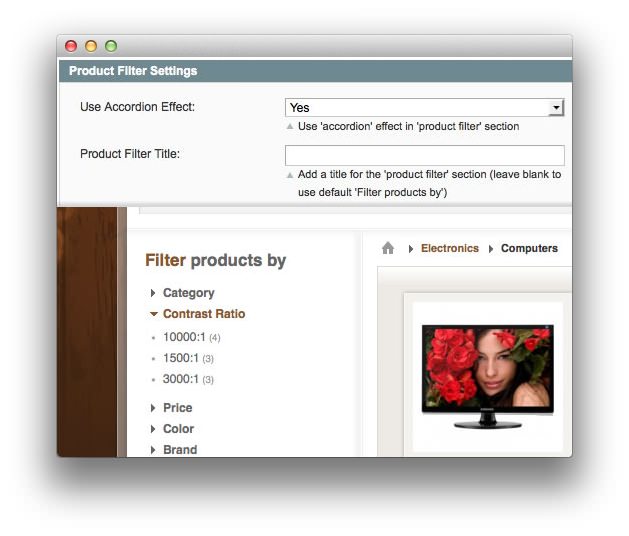 Product Filter Settings
Use Accordion Effect:
Yes
Use 'accordion' effect in 'product filter' section
Product Filter Title:
Add a title for the 'product filter' section (leave blank to
use default 'Filter products by')
Filter products by
Electronics
Computers
Category
Contrast Ratio
10000:1 (4)
1500:1 (3)
3000:1 (3)
Price
Color
Brand